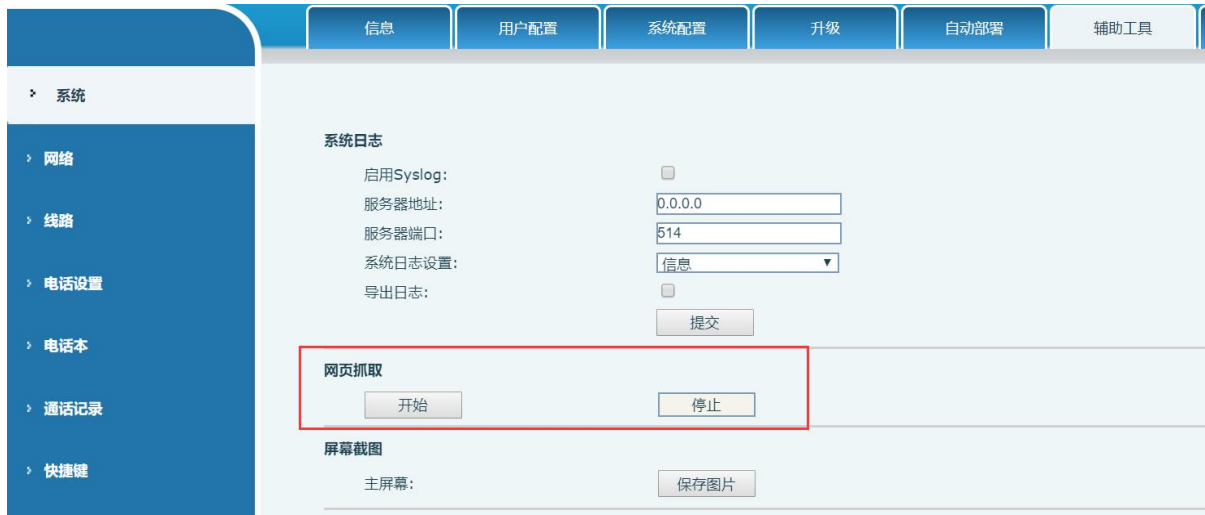 信息 用户配置 系统配置 升级 自动部署 辅助工具
系统
网络
线路
电话设置
电话本
通话记录
快捷键
系统日志
启用Syslog:
服务器地址: 0.0.0.0
服务器端口: 514
系统日志设置: 信息
导出日志:
提交
网页抓取
开始 停止
屏幕截图
主屏幕: 保存图片